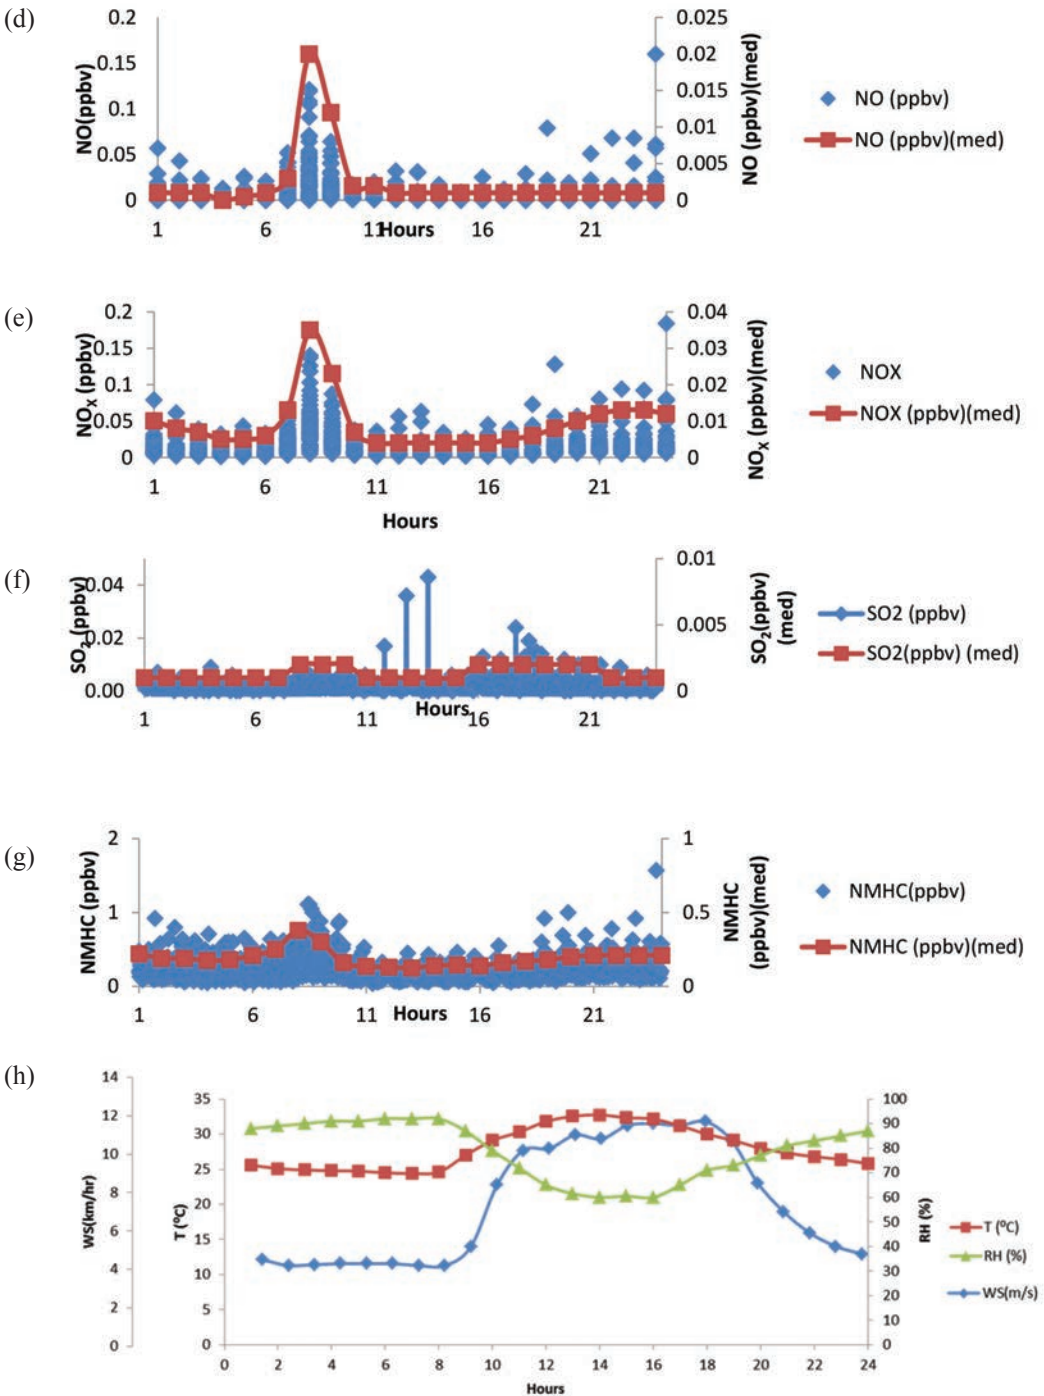 (d)
NO(ppbv)
0.2
0.15
0.1
0.05
0
0.025
0.02
0.015
0.01
0.005
0
NO (ppbv)(med)
1 6 11 16 21
Hours
NO (ppbv)
NO (ppbv)(med)
(e)
NOX (ppbv)
0.2
0.15
0.1
0.05
0
0.04
0.03
0.02
0.01
0
NOX (ppbv)(med)
1 6 11 16 21
Hours
NOX
NOX (ppbv)(med)
(f)
SO2 (ppbv)
0.04
0.02
0.00
0.01
0.005
0
SO2(ppbv)
(med)
1 6 11 16 21
Hours
SO2 (ppbv)
SO2(ppbv) (med)
(g)
NMHC (ppbv)
2
1
0
1
0.5
0
NMHC
(ppbv)(med)
1 6 11 16 21
Hours
NMHC(ppbv)
NMHC (ppbv)(med)
(h)
WS(km/hr)
14
12
10
8
6
4
2
0
T (⁰C)
35
30
25
20
15
10
5
0
100
90
80
70
60
50
40
30
20
10
0
RH (%)
0 2 4 6 8 10 12 14 16 18 20 22 24
Hours
T (⁰C)
RH (%)
WS(m/s)